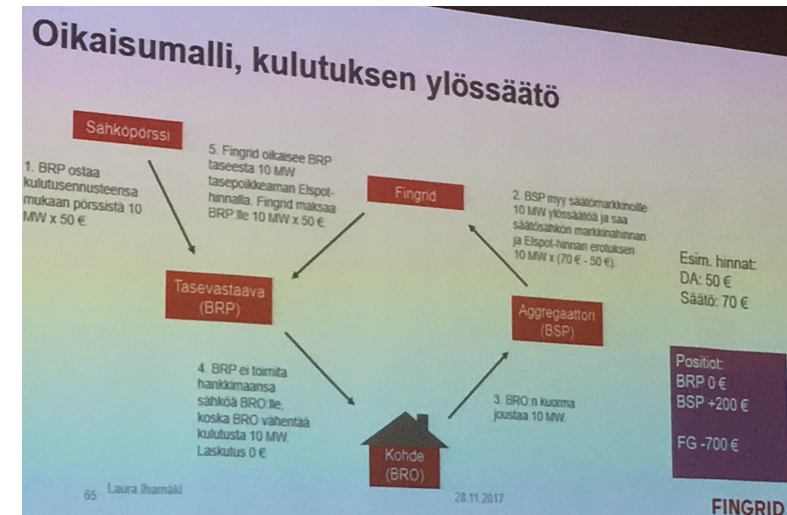 Oikaisumalli, kulutuksen ylössäätö
Sähköpörssi
1. BRP ostaa
kulutusennusteensa
mukaan pörssistä 10
MW x 50 €.
5. Fingrid oikaisee BRP
taseesta 10 MW
tasepoikkeaman Elspot-
hinnalla. Fingrid maksaa
BRP:lle 10 MW x 50 €.
Fingrid
2. BSP myy säätömarkkinoille
10 MW ylössäätöä ja saa
säätösähkön markkinahinnan
ja Elspot-hinnan erotuksen
10 MW x (70 € - 50 €).
Esim. hinnat:
DA: 50 €
Säätö: 70 €
Tasevastaava
(BRP)
Aggregaattori
(BSP)
4. BRP ei toimita
hankkimaansa
sähköä BRO:lle,
koska BRO vähentää
kulutusta 10 MW.
Laskutus 0 €
3. BRO:n kuorma
joustaa 10 MW.
Kohde
(BRO)
Positiot:
BRP 0 €
BSP +200 €
FG -700 €
65 Laura Ihamäki
28.11.2017
FINGRID